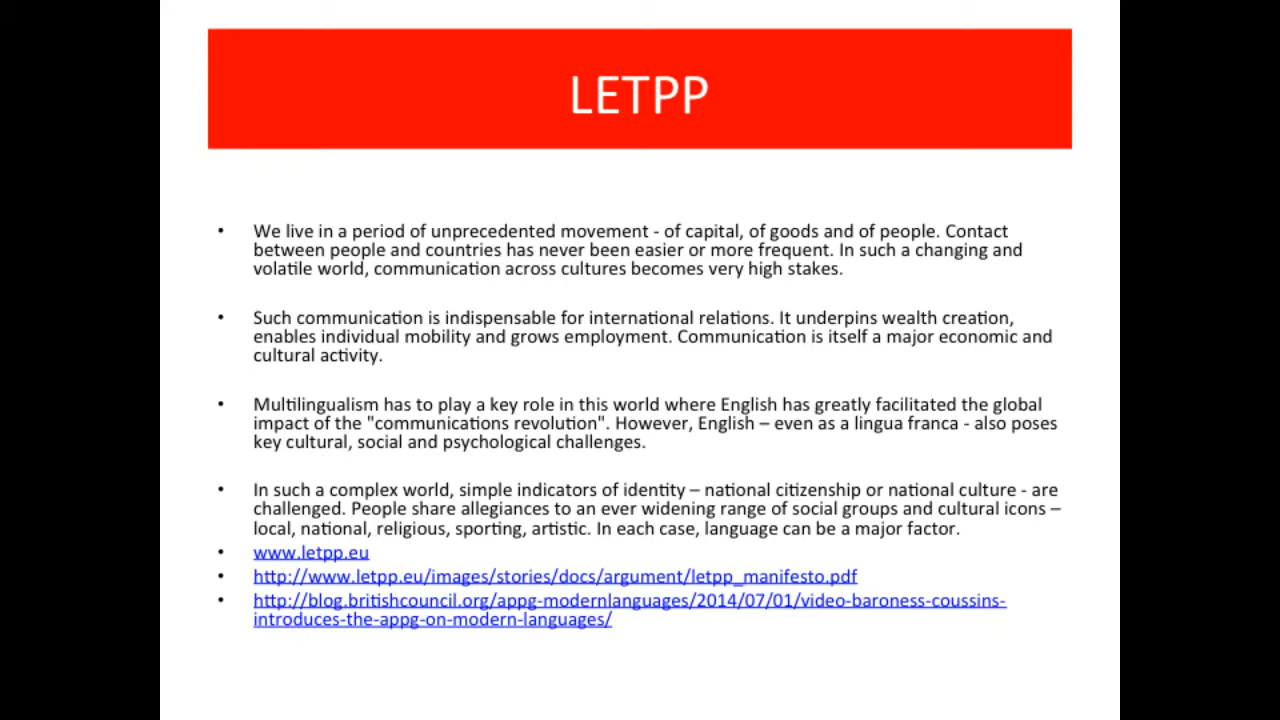 LETPP
• We live in a period of unprecedented movement - of capital, of goods and of people. Contact
between people and countries has never been easier or more frequent. In such a changing and
volatile world, communication across cultures becomes very high stakes.
• Such communication is indispensable for international relations. It underpins wealth creation,
enables individual mobility and grows employment. Communication is itself a major economic and
cultural activity.
• Multilingualism has to play a key role in this world where English has greatly facilitated the global
impact of the "communications revolution". However, English – even as a lingua franca - also poses
key cultural, social and psychological challenges.
• In such a complex world, simple indicators of identity – national citizenship or national culture - are
challenged. People share allegiances to an ever widening range of social groups and cultural icons –
local, national, religious, sporting, artistic. In each case, language can be a major factor.
• www.letpp.eu
• http://www.letpp.eu/images/stories/docs/argument/letpp_manifesto.pdf
• http://blog.britishcouncil.org/appg-modernlanguages/2014/07/01/video-baroness-coussins-
introduces-the-appg-on-modern-languages/